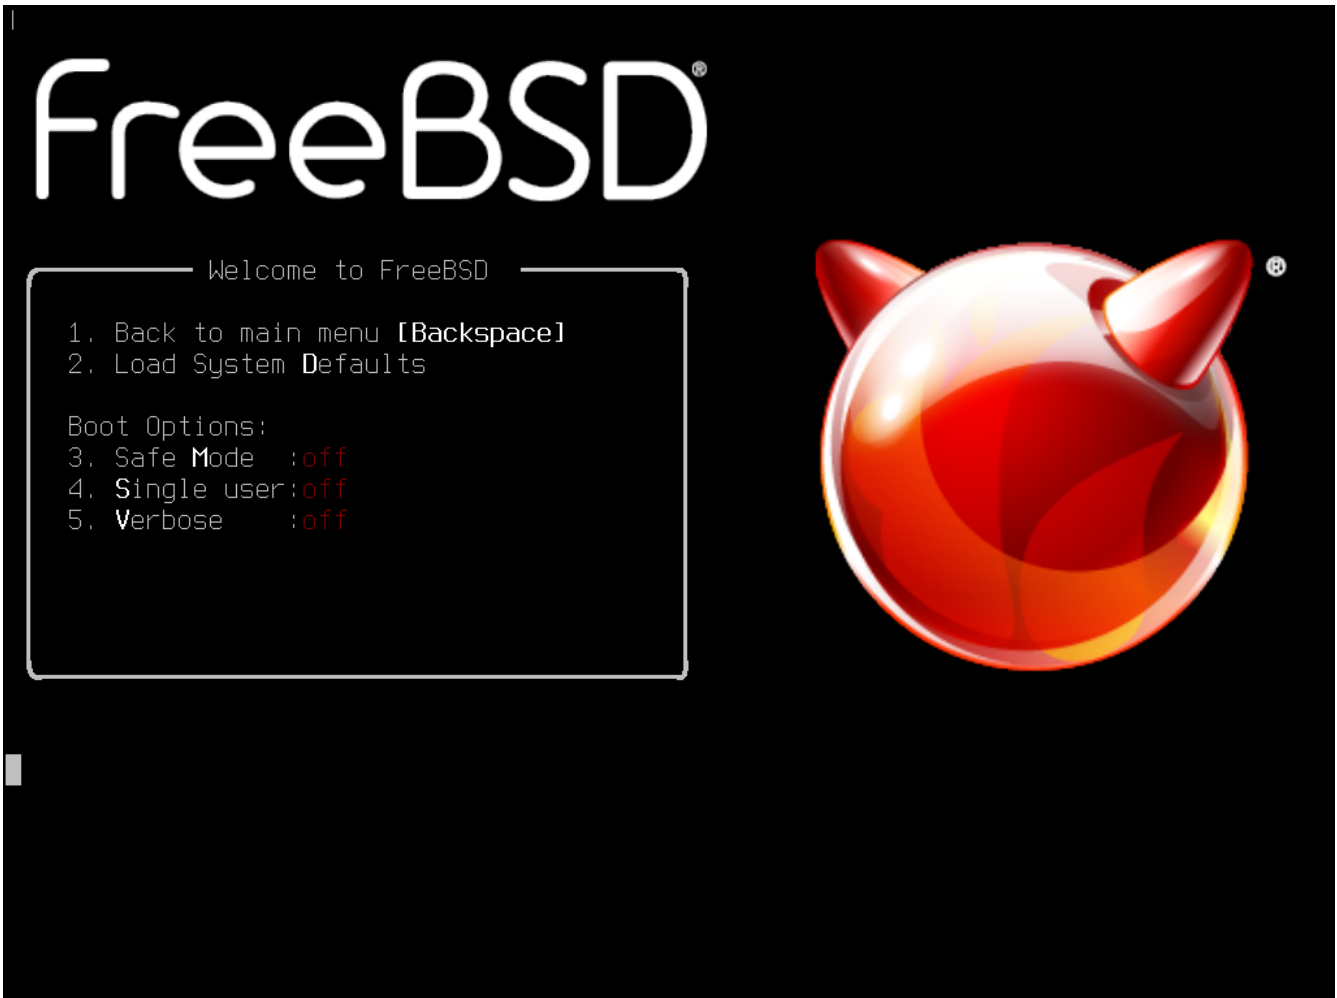 FreeBSD®
Welcome to FreeBSD
1. Back to main menu [Backspace]
2. Load System Defaults
Boot Options:
3. Safe Mode  :off
4. Single user:off
5. Verbose    :off
®